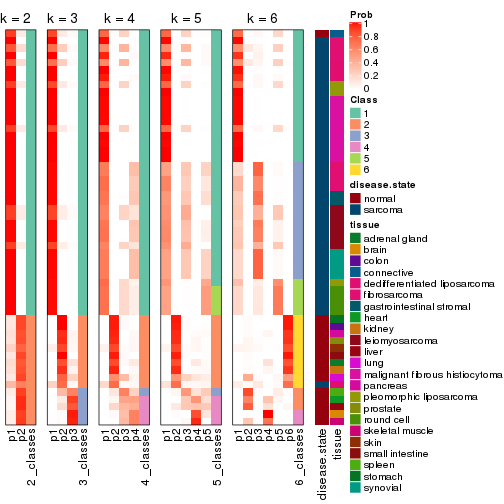 k = 2 k = 3 k = 4 k = 5 k = 6
p1 p2 2_classes p1 p2 p3 3_classes p1 p2 p3 p4 4_classes p1 p2 p3 p4 p5 5_classes p1 p2 p3 p4 p5 p6 6_classes disease.state tissue
Prob
1
0.8
0.6
0.4
0.2
0
Class
1
2
3
4
5
6
disease.state
normal
sarcoma
tissue
adrenal gland
brain
colon
connective
dedifferentiated liposarcoma
fibrosarcoma
gastrointestinal stromal
heart
kidney
leiomyosarcoma
liver
lung
malignant fibrous histiocytoma
pancreas
pleomorphic liposarcoma
prostate
round cell
skeletal muscle
skin
small intestine
spleen
stomach
synovial